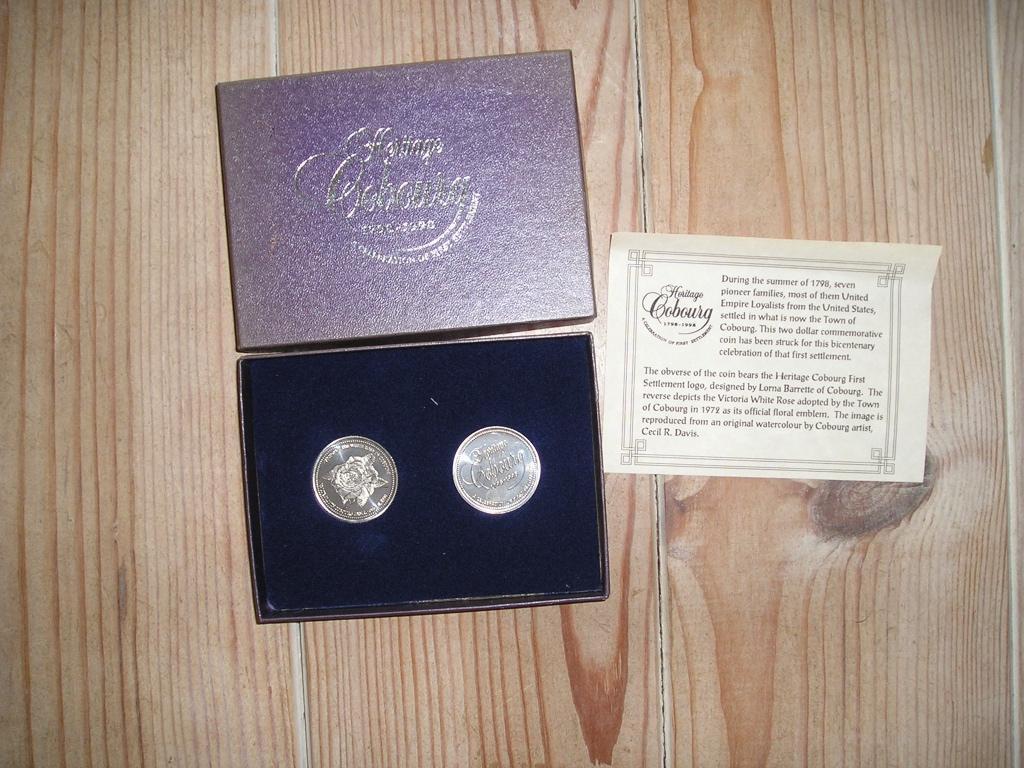 Heritage
Cobourg
1798-1998
A CELEBRATION OF FIRST SETTLEMENT
Heritage
Cobourg
1798-1998
A CELEBRATION OF FIRST SETTLEMENT
During the summer of 1798, seven
pioneer families, most of them United
Empire Loyalists from the United States,
settled in what is now the Town of
Cobourg. This two dollar commemorative
coin has been struck for this bicentenary
celebration of that first settlement.
The obverse of the coin bears the Heritage Cobourg First
Settlement logo, designed by Lorna Barrette of Cobourg. The
reverse depicts the Victoria White Rose adopted by the Town
of Cobourg in 1972 as its official floral emblem. The image is
reproduced from an original watercolour by Cobourg artist,
Cecil R. Davis.
Heritage
Cobourg